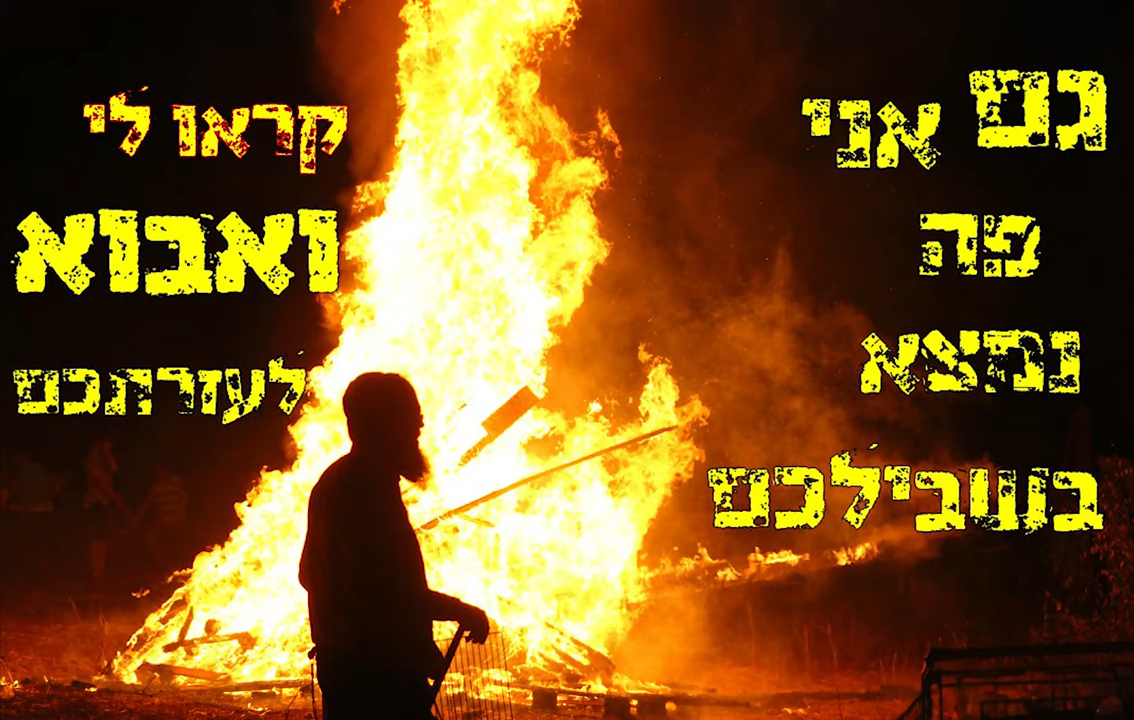 גם אני
פה
נמצא
בשבילכם
קראו לי
ואבוא
לעזרתכם